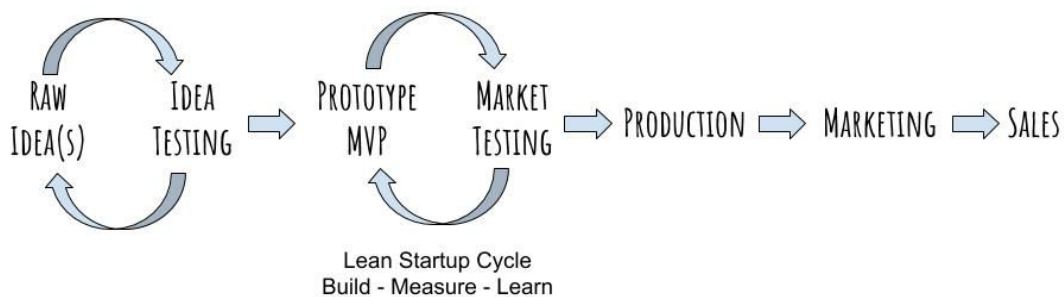 RAW
IDEA(S)
IDEA
TESTING
PROTOTYPE
MVP
MARKET
TESTING
PRODUCTION
MARKETING
SALES
Lean Startup Cycle
Build - Measure - Learn